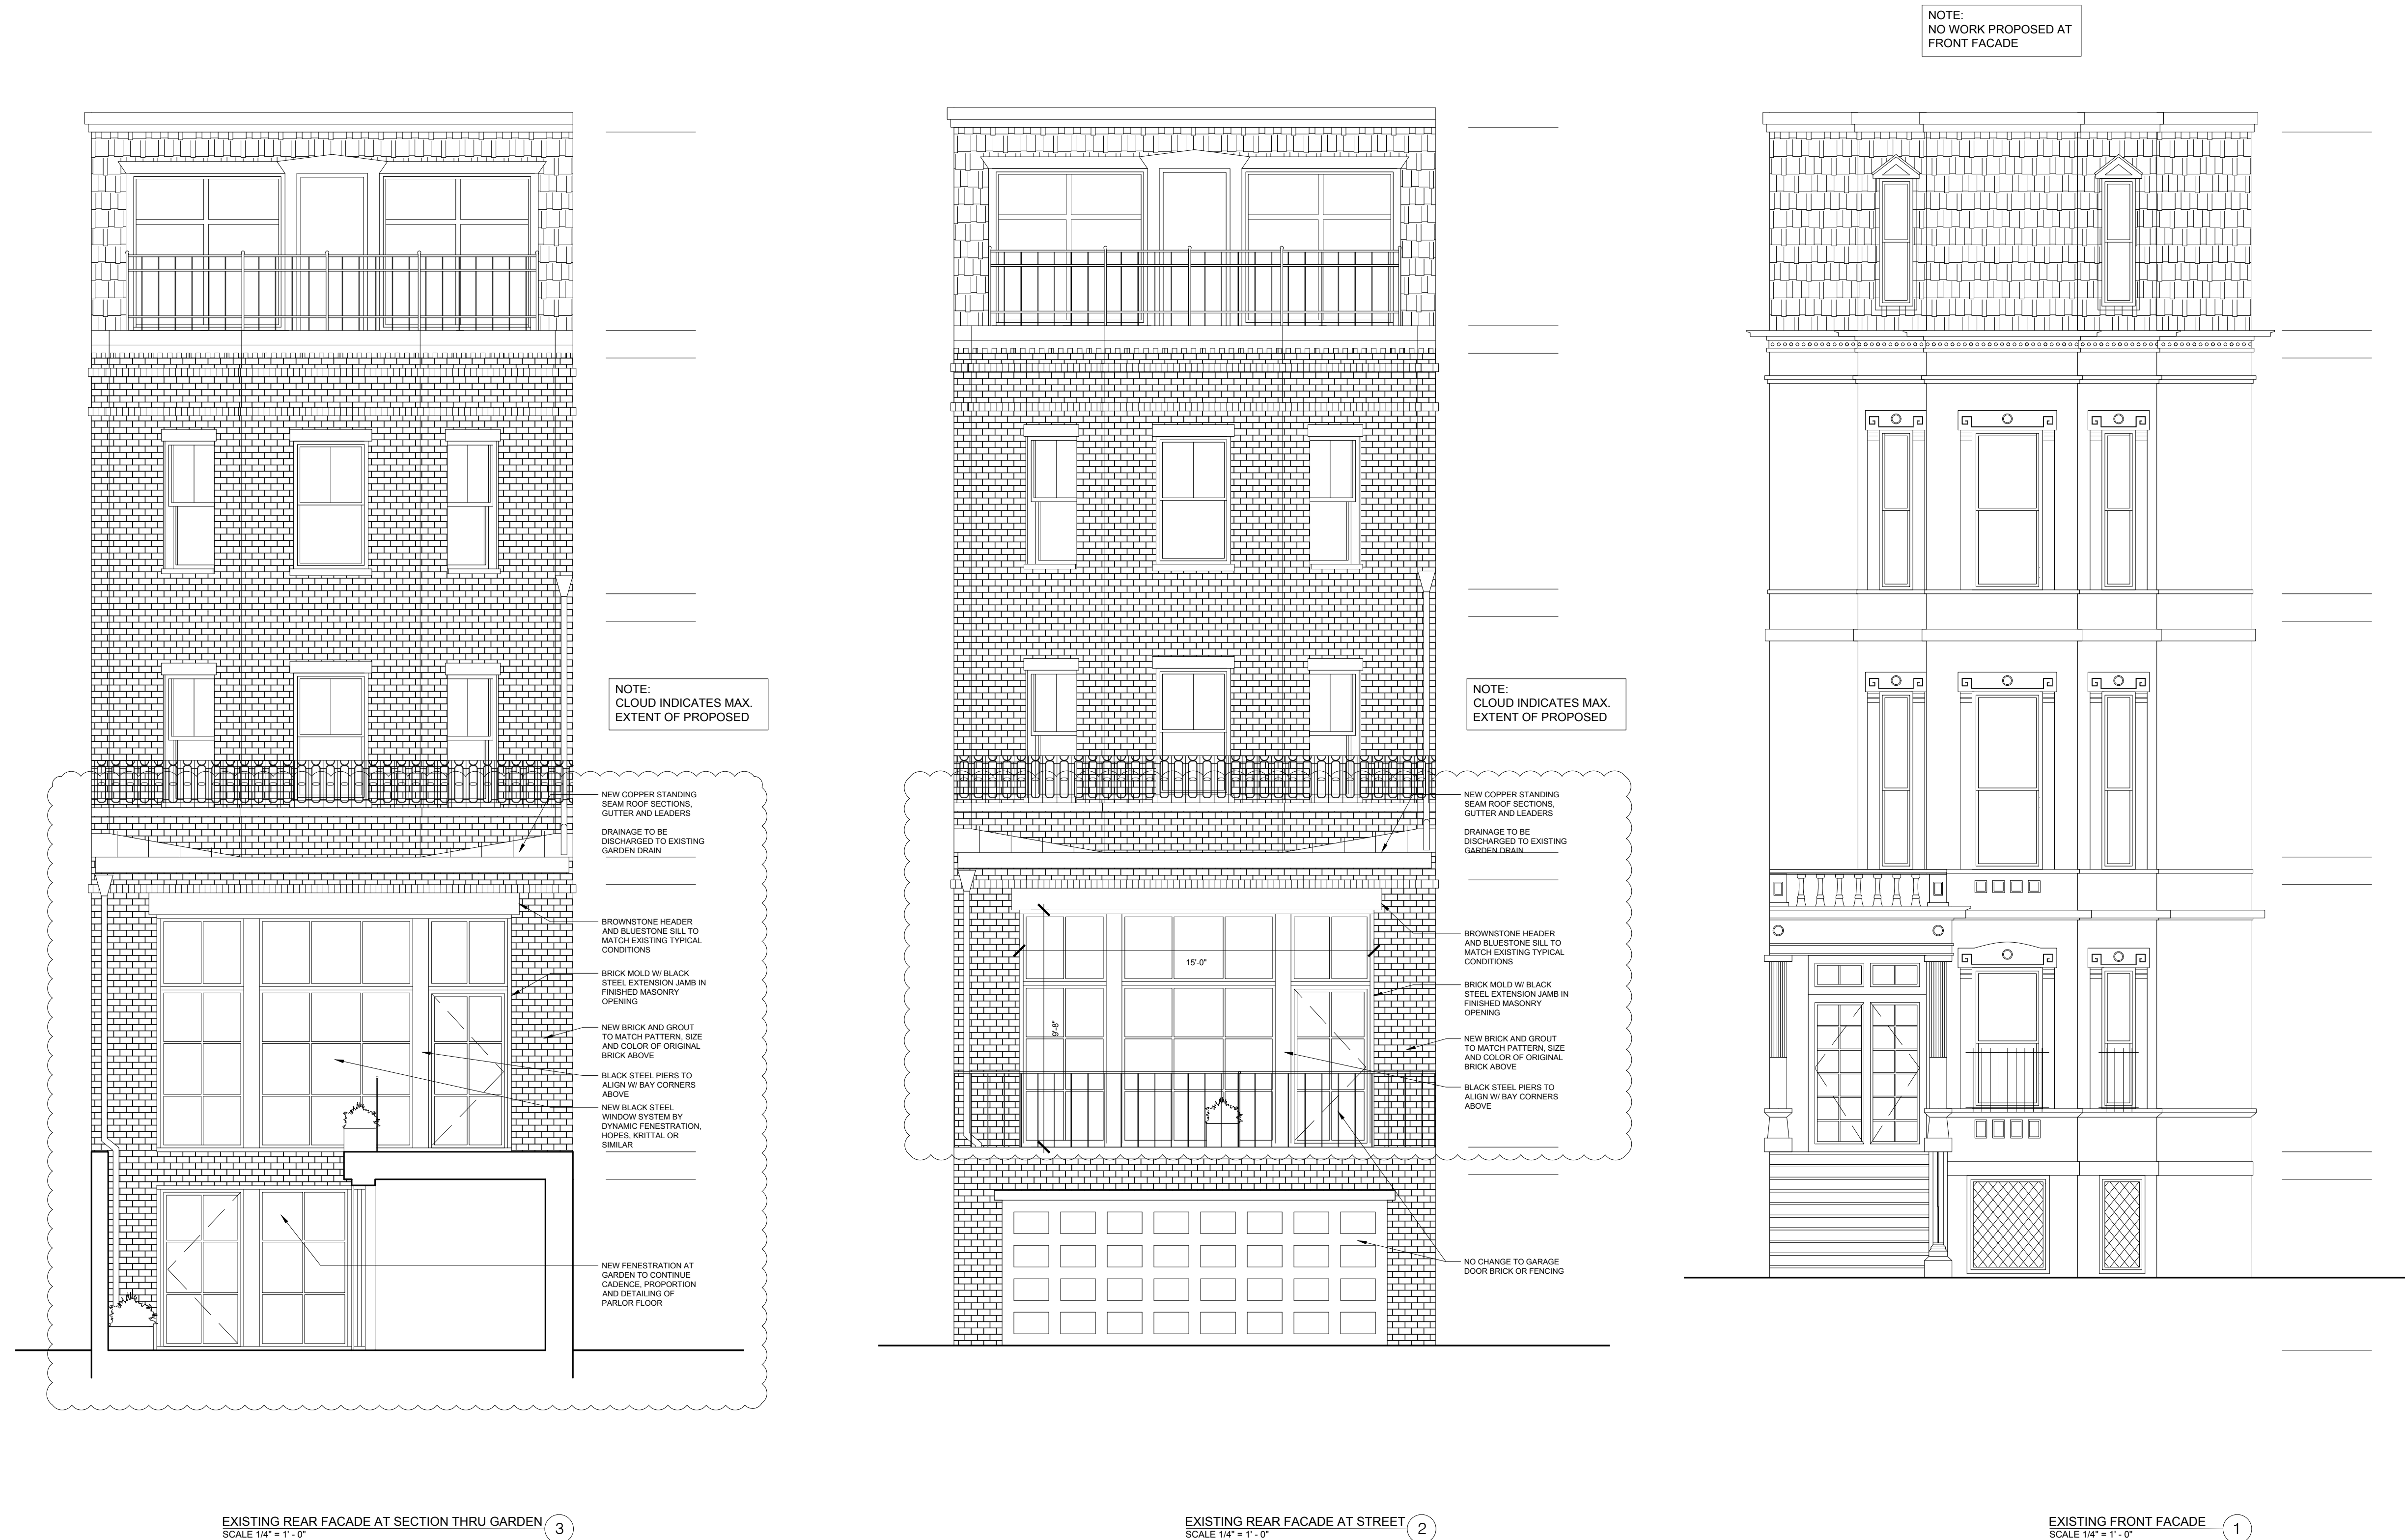 NOTE:
NO WORK PROPOSED AT
FRONT FACADE
NOTE:
CLOUD INDICATES MAX.
EXTENT OF PROPOSED
NEW COPPER STANDING
SEAM ROOF SECTIONS,
GUTTER AND LEADERS
DRAINAGE TO BE
DISCHARGED TO EXISTING
GARDEN DRAIN
BROWNSTONE HEADER
AND BLUESTONE SILL TO
MATCH EXISTING TYPICAL
CONDITIONS
BRICK MOLD W/ BLACK
STEEL EXTENSION JAMB IN
FINISHED MASONRY
OPENING
NEW BRICK AND GROUT
TO MATCH PATTERN, SIZE
AND COLOR OF ORIGINAL
BRICK ABOVE
BLACK STEEL PIERS TO
ALIGN W/ BAY CORNERS
ABOVE
NEW BLACK STEEL
WINDOW SYSTEM BY
DYNAMIC FENESTRATION,
HOPES, KRITTAL OR
SIMILAR
NEW FENESTRATION AT
GARDEN TO CONTINUE
CADENCE, PROPORTION
AND DETAILING OF
PARLOR FLOOR
EXISTING REAR FACADE AT SECTION THRU GARDEN
SCALE 1/4" = 1' - 0"
3
NOTE:
CLOUD INDICATES MAX.
EXTENT OF PROPOSED
NEW COPPER STANDING
SEAM ROOF SECTIONS,
GUTTER AND LEADERS
DRAINAGE TO BE
DISCHARGED TO EXISTING
GARDEN DRAIN
BROWNSTONE HEADER
AND BLUESTONE SILL TO
MATCH EXISTING TYPICAL
CONDITIONS
15'-0"
9'-8"
BRICK MOLD W/ BLACK
STEEL EXTENSION JAMB IN
FINISHED MASONRY
OPENING
NEW BRICK AND GROUT
TO MATCH PATTERN, SIZE
AND COLOR OF ORIGINAL
BRICK ABOVE
BLACK STEEL PIERS TO
ALIGN W/ BAY CORNERS
ABOVE
NO CHANGE TO GARAGE
DOOR BRICK OR FENCING
EXISTING REAR FACADE AT STREET
SCALE 1/4" = 1' - 0"
2
EXISTING FRONT FACADE
SCALE 1/4" = 1' - 0"
1